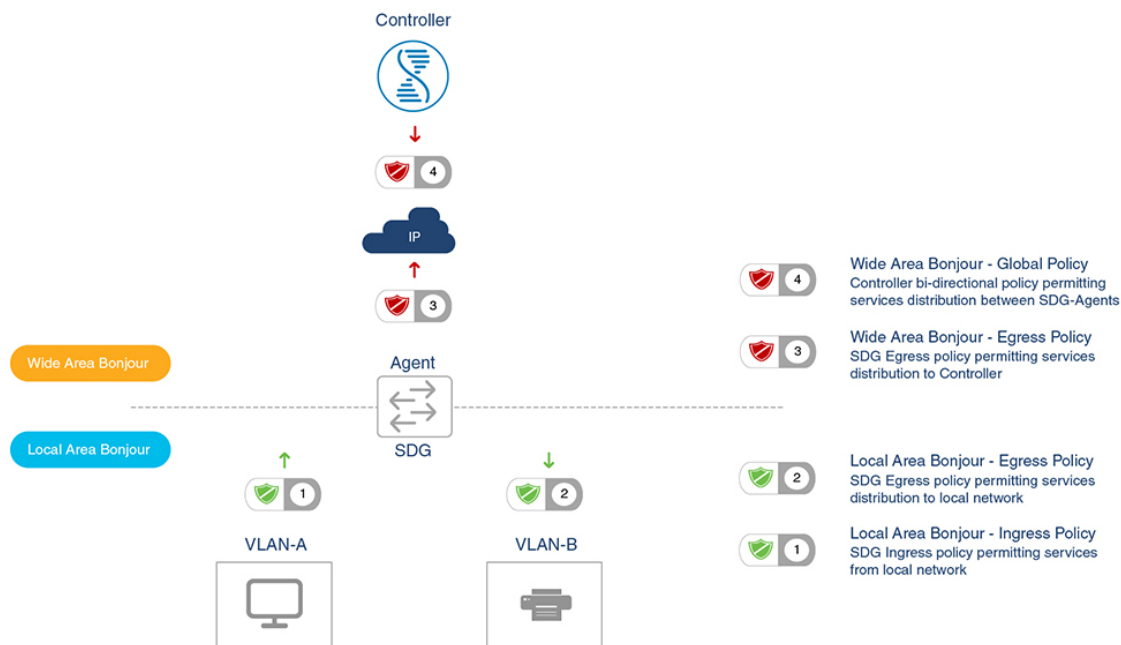 Controller
4
IP
3
Agent
SDG
Wide Area Bonjour
Local Area Bonjour
1
2
VLAN-A
VLAN-B
4
Wide Area Bonjour - Global Policy
Controller bi-directional policy permitting
services distribution between SDG-Agents
3
Wide Area Bonjour - Egress Policy
SDG Egress policy permitting services
distribution to Controller
2
Local Area Bonjour - Egress Policy
SDG Egress policy permitting services
distribution to local network
1
Local Area Bonjour - Ingress Policy
SDG Ingress policy permitting services
from local network